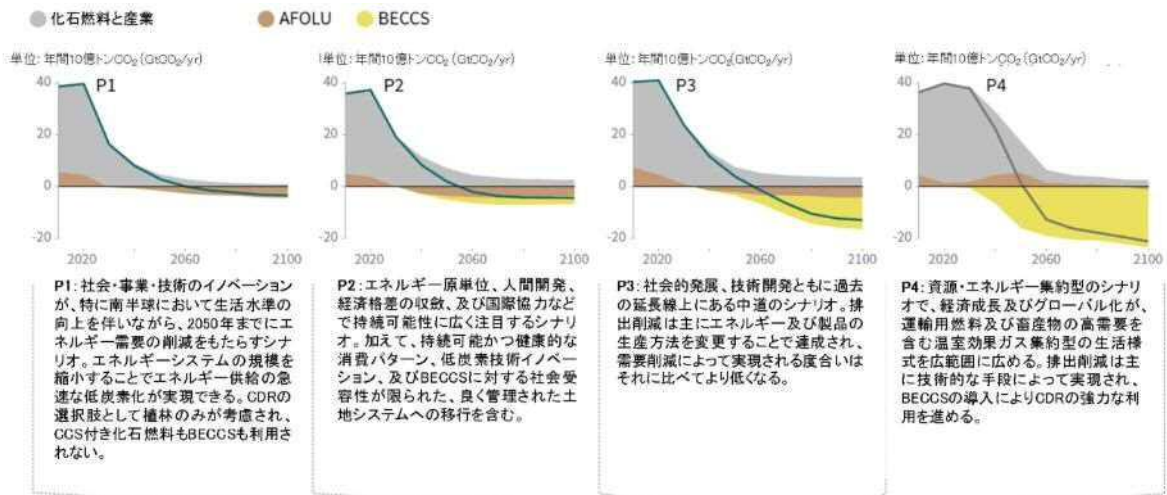 化石燃料と産業 AFOLU BECCS
単位: 年間10億トンCO₂ (GtCO₂/yr)
40
P1
20
0
-20
2020 2060 2100
単位: 年間10億トンCO₂ (GtCO₂/yr)
40
P2
20
0
-20
2020 2060 2100
単位: 年間10億トンCO₂(GtCO₂/yr)
40
P3
20
0
-20
2020 2060 2100
単位: 年間10億トンCO₂ (GtCO₂/yr)
40
P4
20
0
-20
2020 2060 2100
P1:社会・事業・技術のイノベーション
が、特に南半球において生活水準の
向上を伴いながら、2050年までにエ
ネルギー需要の削減をもたらすシ
ナリオ。エネルギーシステムの規模を
縮小することでエネルギー供給の急
速な低炭素化が実現できる。CDRの
選択肢として植林のみが考慮され、
CCS付き化石燃料もBECCSも利用さ
れない。
P2:エネルギー原単位、人間開発、
経済格差の収斂、及び国際協力など
で持続可能性に広く注目するシナリ
オ。加えて、持続可能かつ健康的な
消費パターン、低炭素技術イノベー
ション、及びBECCSに対する社会受
容性が限られた、良く管理された土
地システムへの移行を含む。
P3:社会的発展、技術開発ともに過去
の延長線上にある中道のシナリオ。排
出削減は主にエネルギー及び製品の
生産方法を変更することで達成され、
需要削減によって実現される度合いは
それに比べてより低くなる。
P4:資源・エネルギー集約型のシナリ
オで、経済成長及びグローバル化が、
運輸用燃料及び畜産物の高需要を
含む温室効果ガス集約型の生活様
式を広範囲に広める。排出削減は主
に技術的な手段によって実現され、
BECCSの導入によりCDRの強力な利
用を進める。